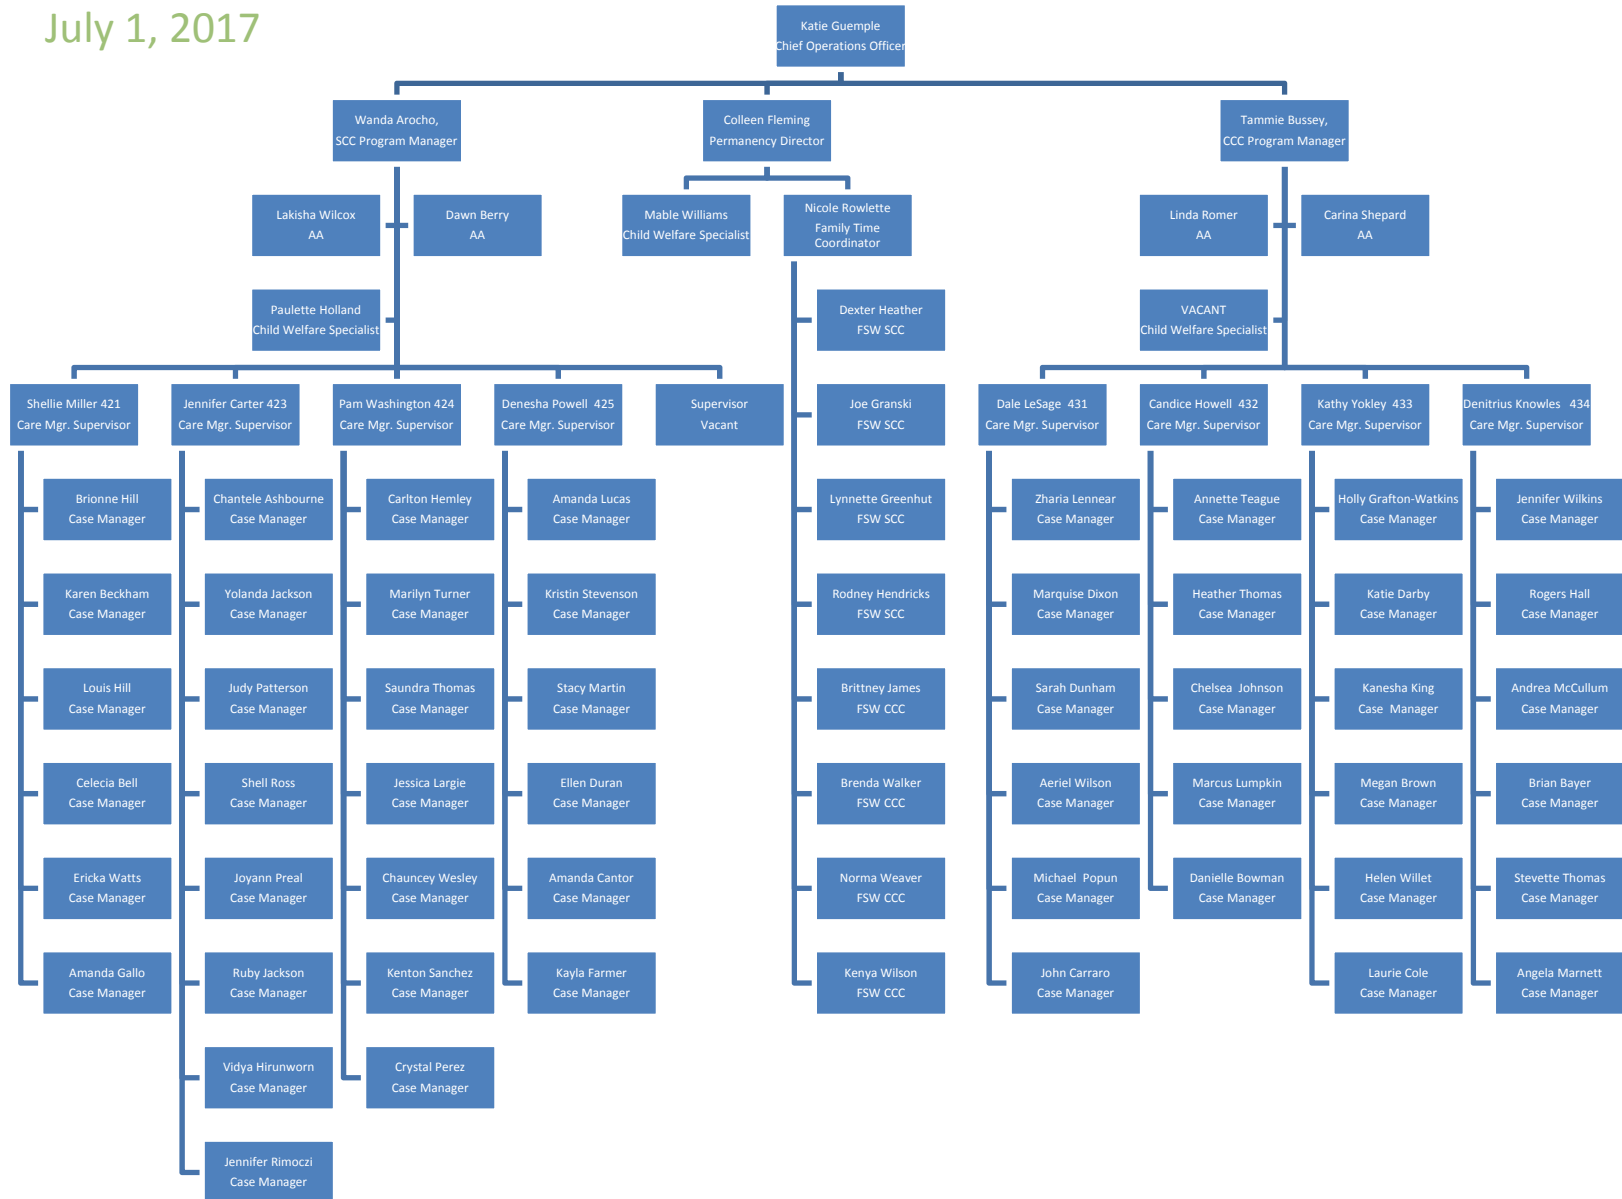 July 1, 2017
Katie Guemple
Chief Operations Officer
Wanda Arocho,
SCC Program Manager
Colleen Fleming
Permanency Director
Tammie Bussey,
CCC Program Manager
Lakisha Wilcox
AA
Dawn Berry
AA
Mable Williams
Child Welfare Specialist
Nicole Rowlette
Family Time
Coordinator
Linda Romer
AA
Carina Shepard
AA
Paulette Holland
Child Welfare Specialist
Dexter Heather
FSW SCC
VACANT
Child Welfare Specialist
Shellie Miller 421
Care Mgr. Supervisor
Jennifer Carter 423
Care Mgr. Supervisor
Pam Washington 424
Care Mgr. Supervisor
Denesha Powell 425
Care Mgr. Supervisor
Supervisor
Vacant
Joe Granski
FSW SCC
Dale LeSage 431
Care Mgr. Supervisor
Candice Howell 432
Care Mgr. Supervisor
Kathy Yokley 433
Care Mgr. Supervisor
Denitrius Knowles 434
Care Mgr. Supervisor
Brionne Hill
Case Manager
Chantele Ashbourne
Case Manager
Carlton Hemley
Case Manager
Amanda Lucas
Case Manager
Lynnette Greenhut
FSW SCC
Zharia Lennear
Case Manager
Annette Teague
Case Manager
Holly Grafton-Watkins
Case Manager
Jennifer Wilkins
Case Manager
Karen Beckham
Case Manager
Yolanda Jackson
Case Manager
Marilyn Turner
Case Manager
Kristin Stevenson
Case Manager
Rodney Hendricks
FSW SCC
Marquise Dixon
Case Manager
Heather Thomas
Case Manager
Katie Darby
Case Manager
Rogers Hall
Case Manager
Louis Hill
Case Manager
Judy Patterson
Case Manager
Saundra Thomas
Case Manager
Stacy Martin
Case Manager
Brittney James
FSW CCC
Sarah Dunham
Case Manager
Chelsea Johnson
Case Manager
Kanesha King
Case Manager
Andrea McCullum
Case Manager
Celecia Bell
Case Manager
Shell Ross
Case Manager
Jessica Largie
Case Manager
Ellen Duran
Case Manager
Brenda Walker
FSW CCC
Aeriel Wilson
Case Manager
Marcus Lumpkin
Case Manager
Megan Brown
Case Manager
Brian Bayer
Case Manager
Ericka Watts
Case Manager
Joyann Preal
Case Manager
Chauncey Wesley
Case Manager
Amanda Cantor
Case Manager
Norma Weaver
FSW CCC
Michael Popun
Case Manager
Danielle Bowman
Case Manager
Helen Willet
Case Manager
Stevette Thomas
Case Manager
Amanda Gallo
Case Manager
Ruby Jackson
Case Manager
Kenton Sanchez
Case Manager
Kayla Farmer
Case Manager
Kenya Wilson
FSW CCC
John Carraro
Case Manager
Laurie Cole
Case Manager
Angela Marnett
Case Manager
Vidya Hirunworn
Case Manager
Crystal Perez
Case Manager
Jennifer Rimoczi
Case Manager